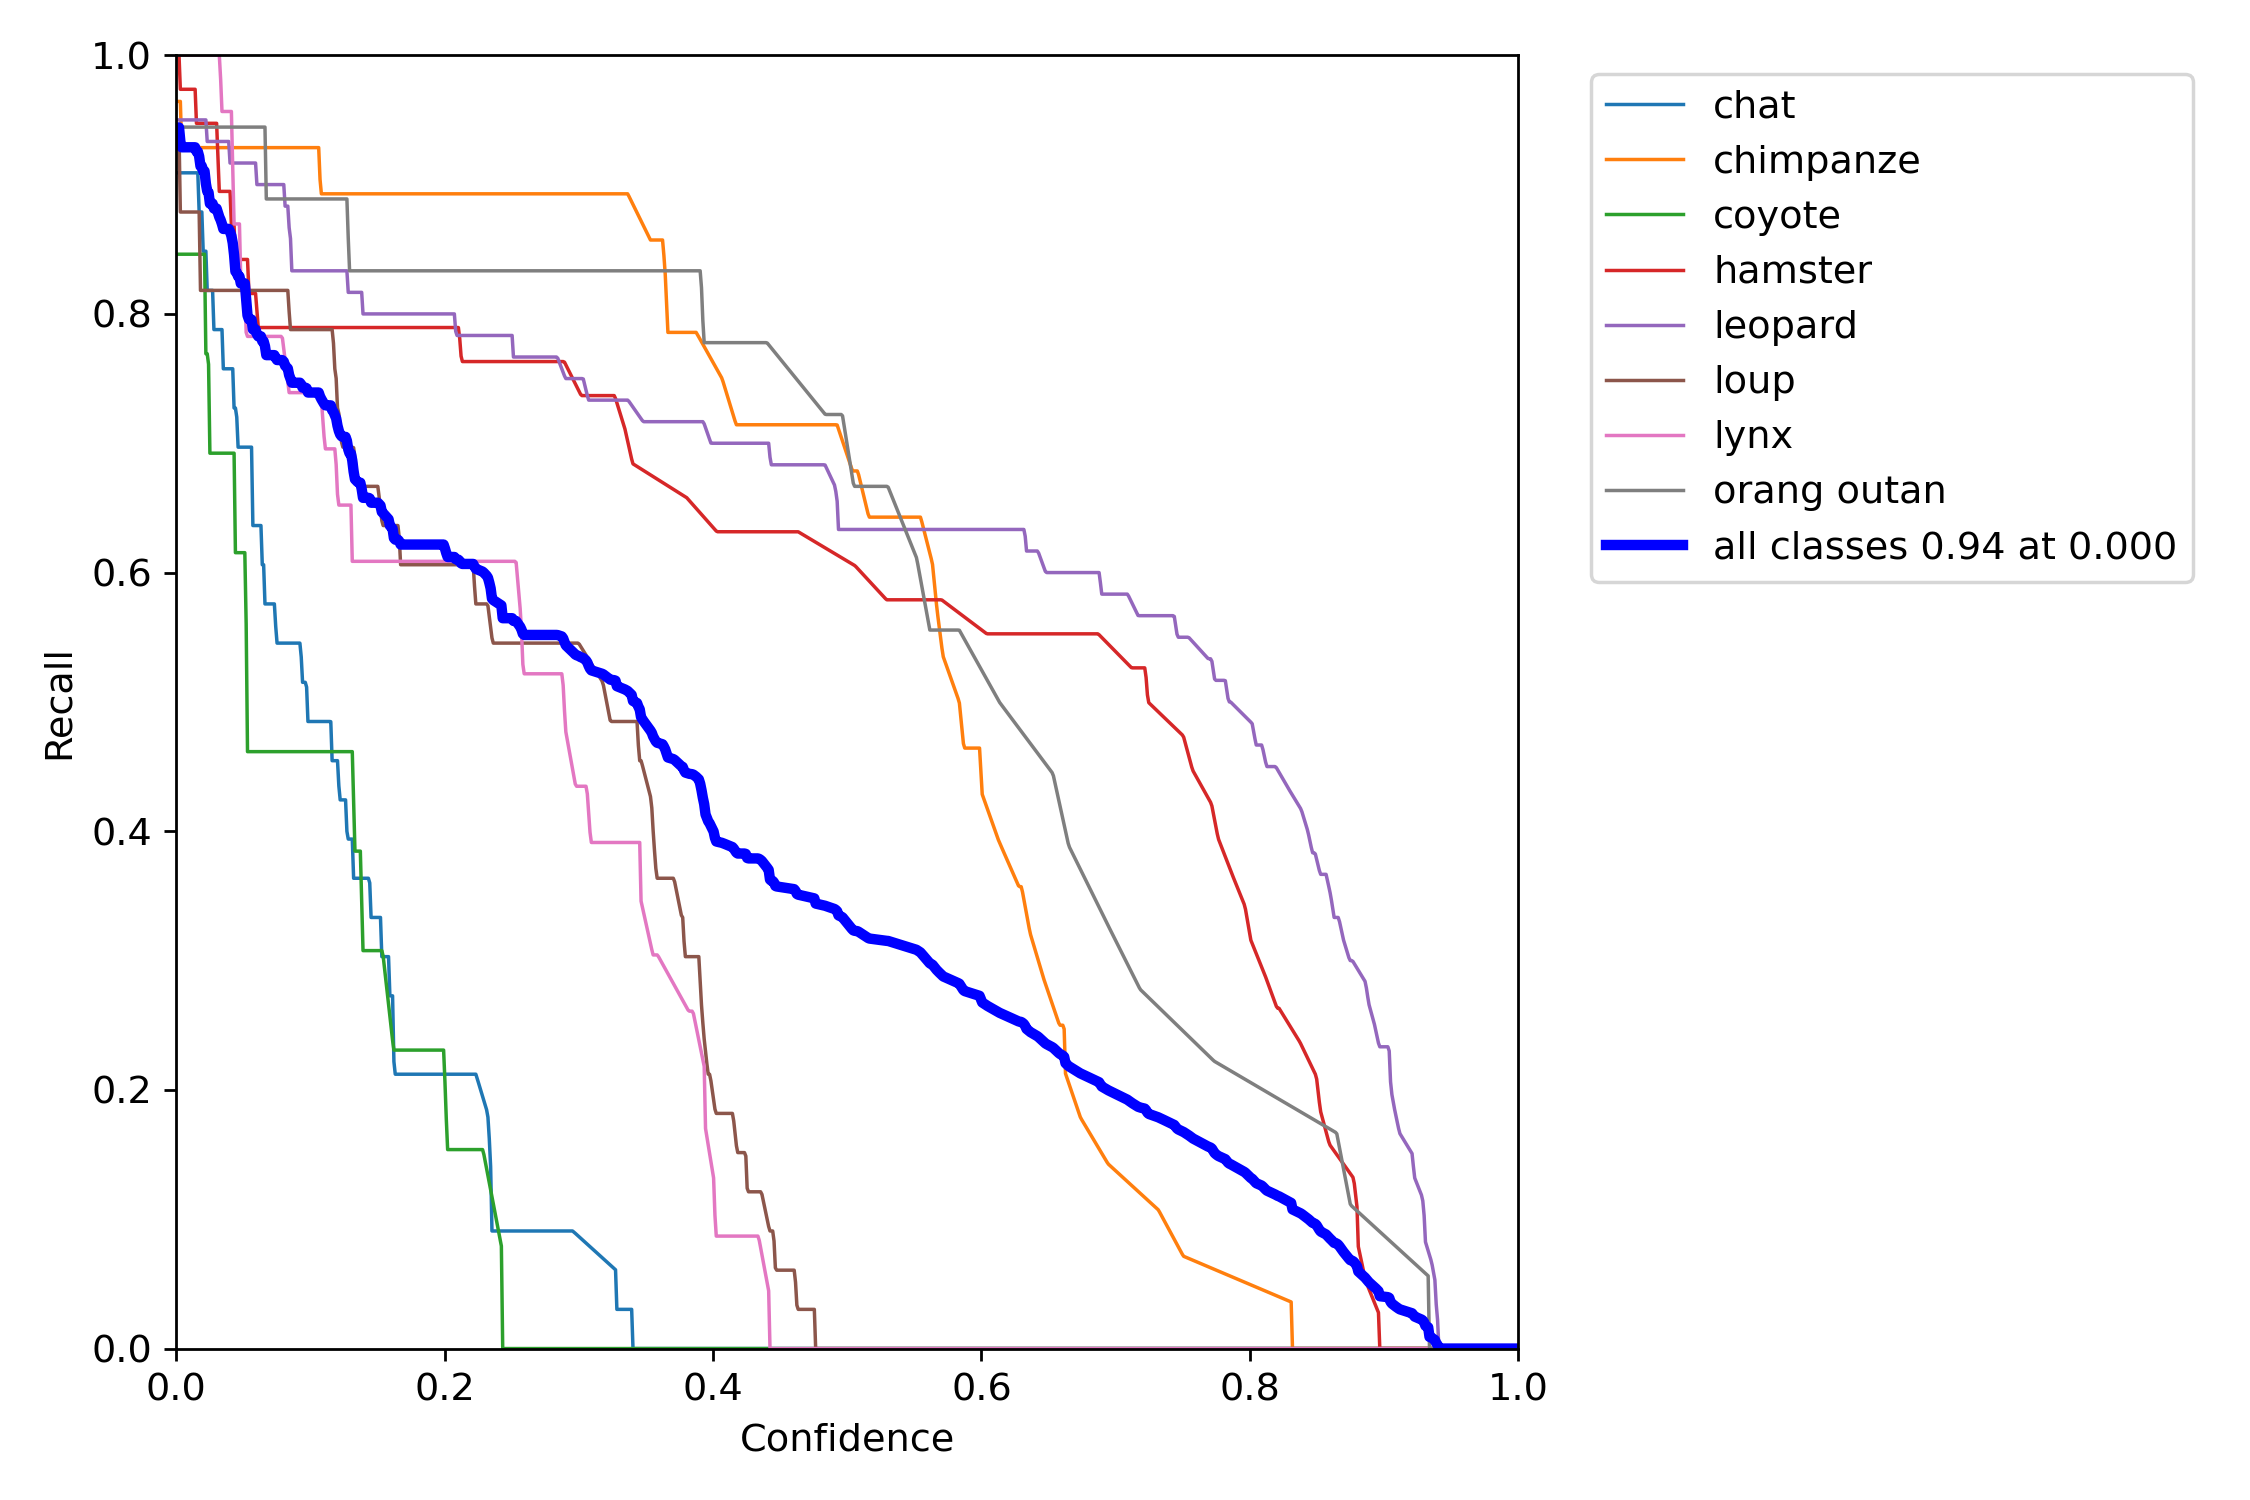 1.0
0.8
0.6
0.4
0.2
0.0
Recall
0.0 0.2 0.4 0.6 0.8 1.0
Confidence
chat
chimpanze
coyote
hamster
leopard
loup
lynx
orang outan
all classes 0.94 at 0.000